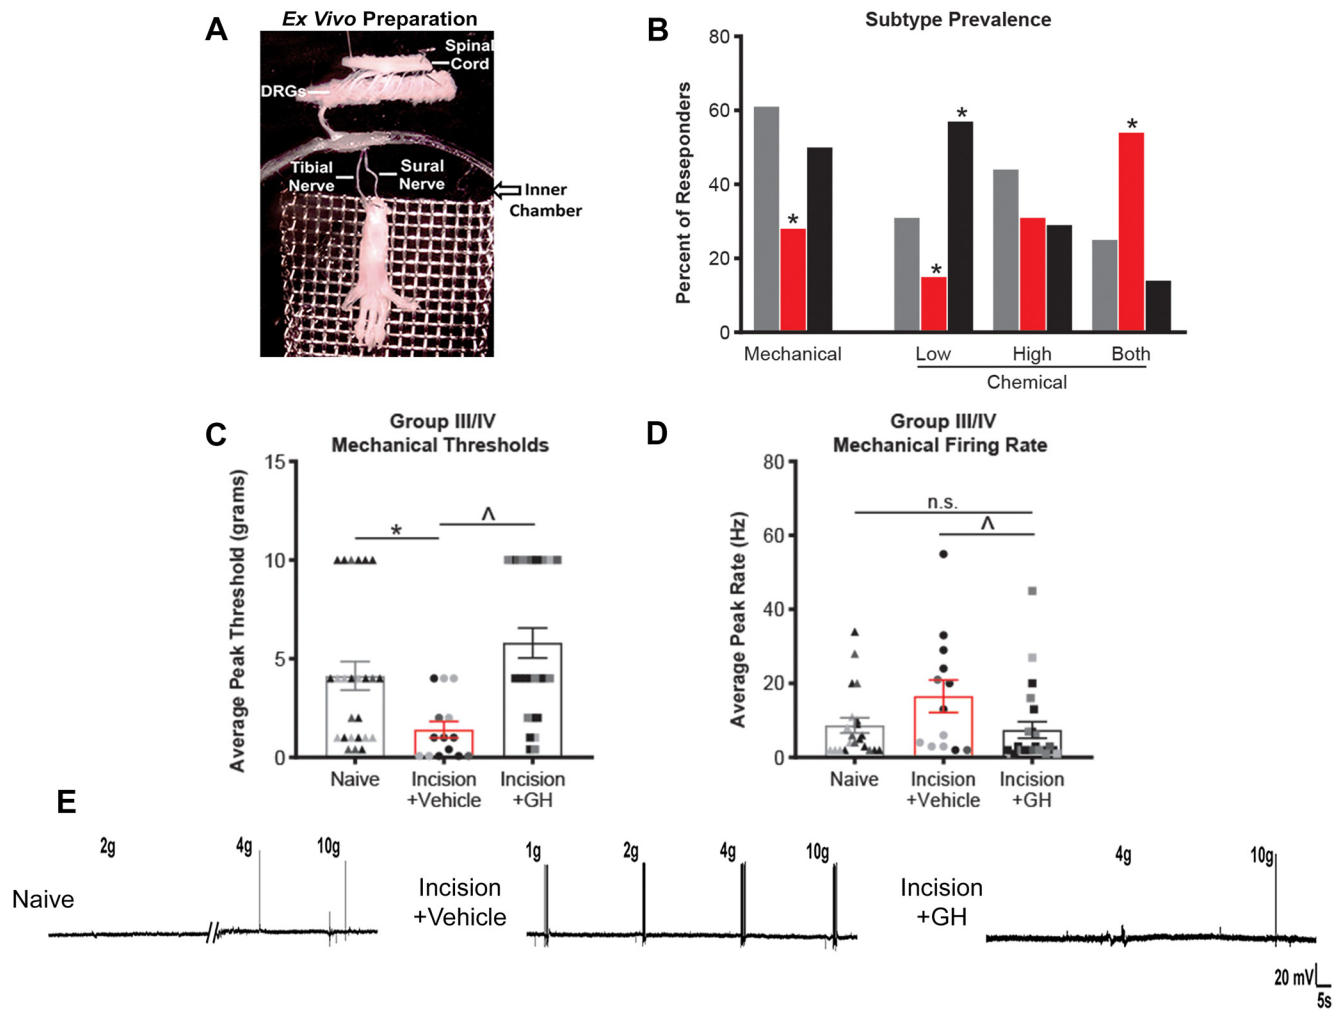 A
Ex Vivo Preparation
Spinal
Cord
DRGs
Tibial
Nerve
Sural
Nerve
Inner
Chamber
B
Subtype Prevalence
Percent of Reseponders
80
60
40
20
0
*
*
*
*
Mechanical
Low
High
Both
Chemical
C
Group III/IV
Mechanical Thresholds
Average Peak Threshold (grams)
15
10
5
0
*
^
Naive
Incision
+Vehicle
Incision
+GH
D
Group III/IV
Mechanical Firing Rate
Average Peak Rate (Hz)
80
60
40
20
0
n.s.
^
Naive
Incision
+Vehicle
Incision
+GH
E
Naive
2g
4g
10g
Incision
+Vehicle
1g
2g
4g
10g
Incision
+GH
4g
10g
20 mV
5s